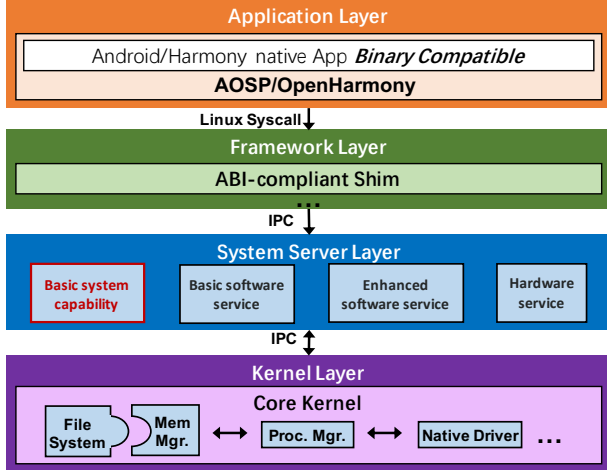 Application Layer
Android/Harmony native App Binary Compatible
AOSP/OpenHarmony
Linux Syscall
Framework Layer
ABI-compliant Shim
...
IPC
System Server Layer
Basic system
capability
Basic software
service
Enhanced
software service
Hardware
service
IPC
Kernel Layer
Core Kernel
File
System
Mem
Mgr.
Proc. Mgr.
Native Driver
...